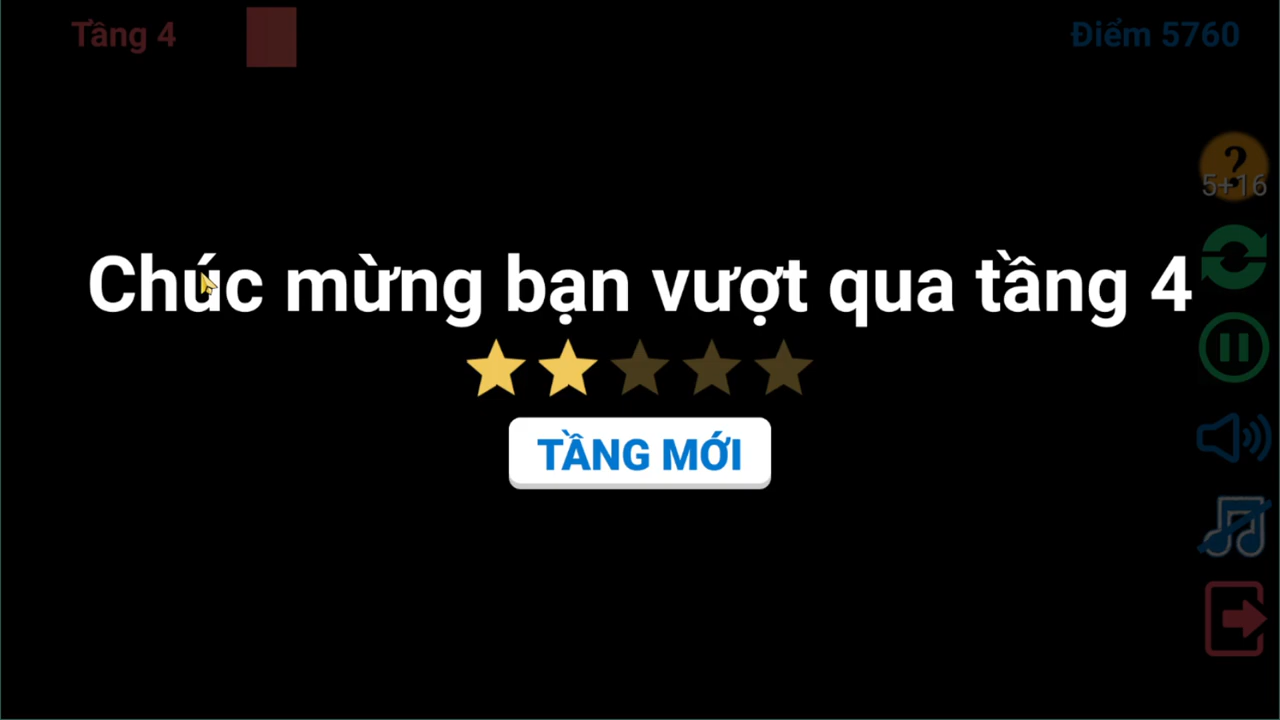 Tầng 4
Điểm 5760
?
5+16
Chúc mừng bạn vượt qua tầng 4
TẦNG MỚI